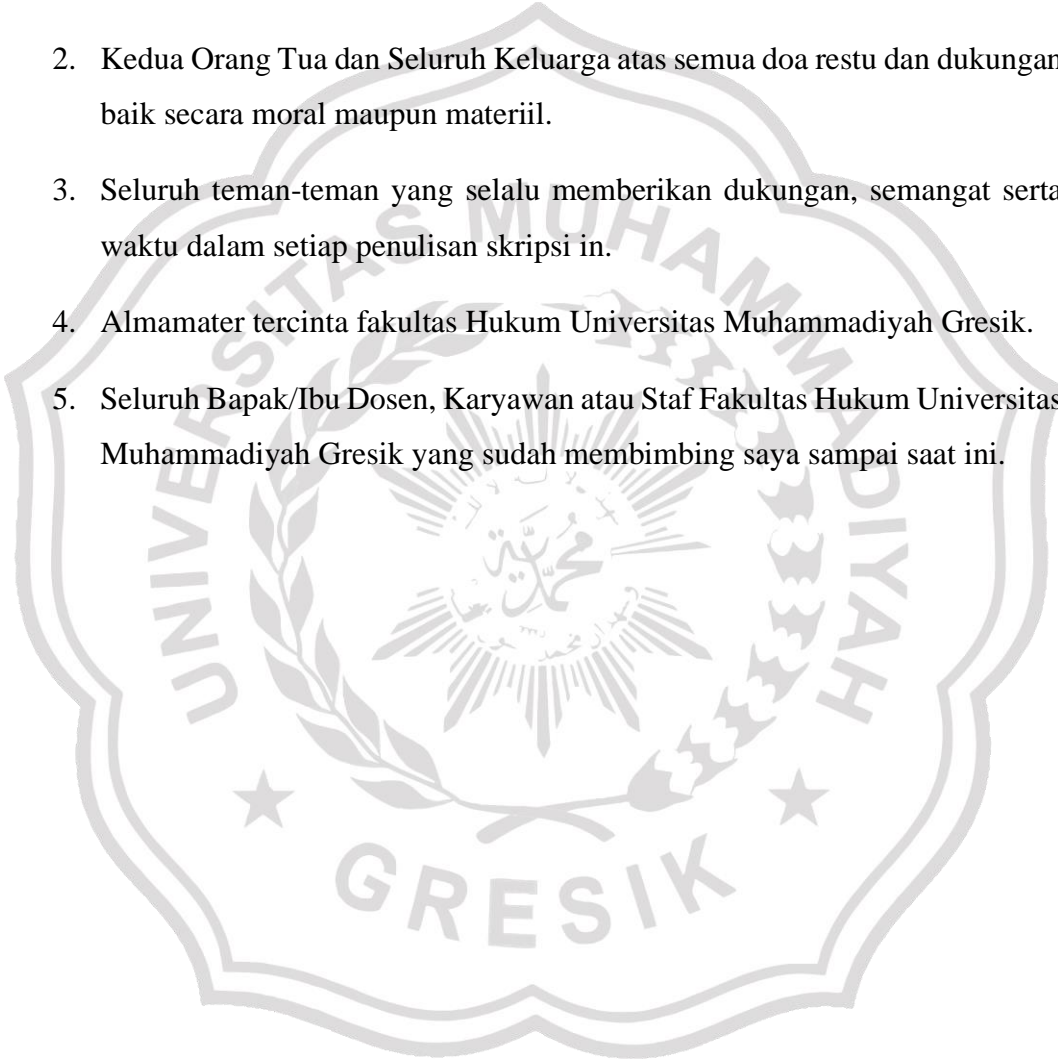 2. Kedua Orang Tua dan Seluruh Keluarga atas semua doa restu dan dukungan
baik secara moral maupun materiil.
3. Seluruh teman-teman yang selalu memberikan dukungan, semangat serta
waktu dalam setiap penulisan skripsi in.
4. Almamater tercinta fakultas Hukum Universitas Muhammadiyah Gresik.
5. Seluruh Bapak/Ibu Dosen, Karyawan atau Staf Fakultas Hukum Universitas
Muhammadiyah Gresik yang sudah membimbing saya sampai saat ini.
UNIVERSITAS MUHAMMADIYAH
محمدية
GRESIK